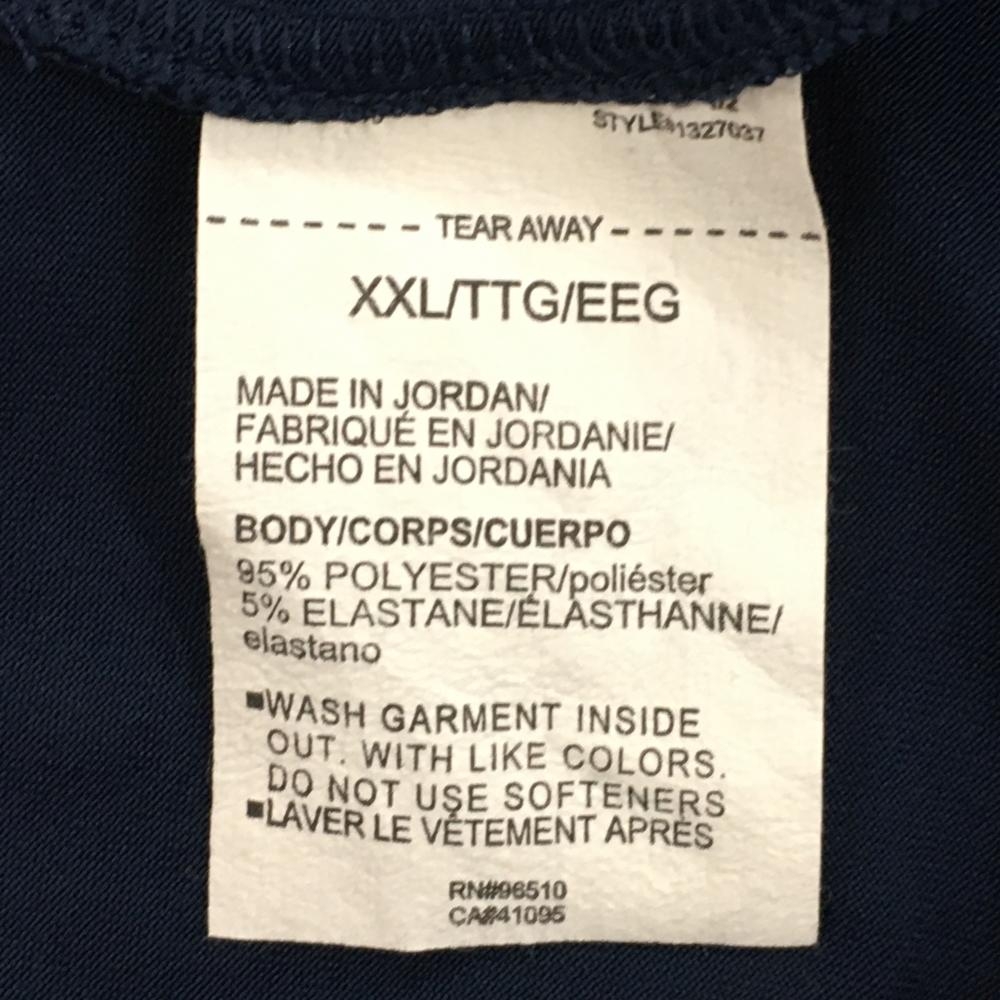 STYLE#1327037
- - - - - - - TEAR AWAY - - - - - - -
XXL/TTG/EEG
MADE IN JORDAN/
FABRIQUÉ EN JORDANIE/
HECHO EN JORDANIA
BODY/CORPS/CUERPO
95% POLYESTER/poliéster
5% ELASTANE/ÉLASTHANNE/
elastano
■WASH GARMENT INSIDE
OUT. WITH LIKE COLORS.
DO NOT USE SOFTENERS
■LAVER LE VÊTEMENT APRÈS
RN#96510
CA#41095